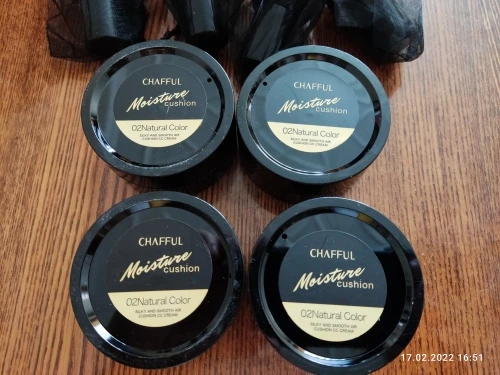 CHAFFUL
Moisture
cushion
02Natural Color
SILKY AND SMOOTH AIR
CUSHION CC CREAM
CHAFFUL
Moisture
cushion
02Natural Color
SILKY AND SMOOTH AIR
CUSHION CC CREAM
CHAFFUL
Moisture
cushion
02Natural Color
SILKY AND SMOOTH AIR
CUSHION CC CREAM
CHAFFUL
Moisture
cushion
02Natural Color
SILKY AND SMOOTH AIR
CUSHION CC CREAM
17.02.2022 16:51